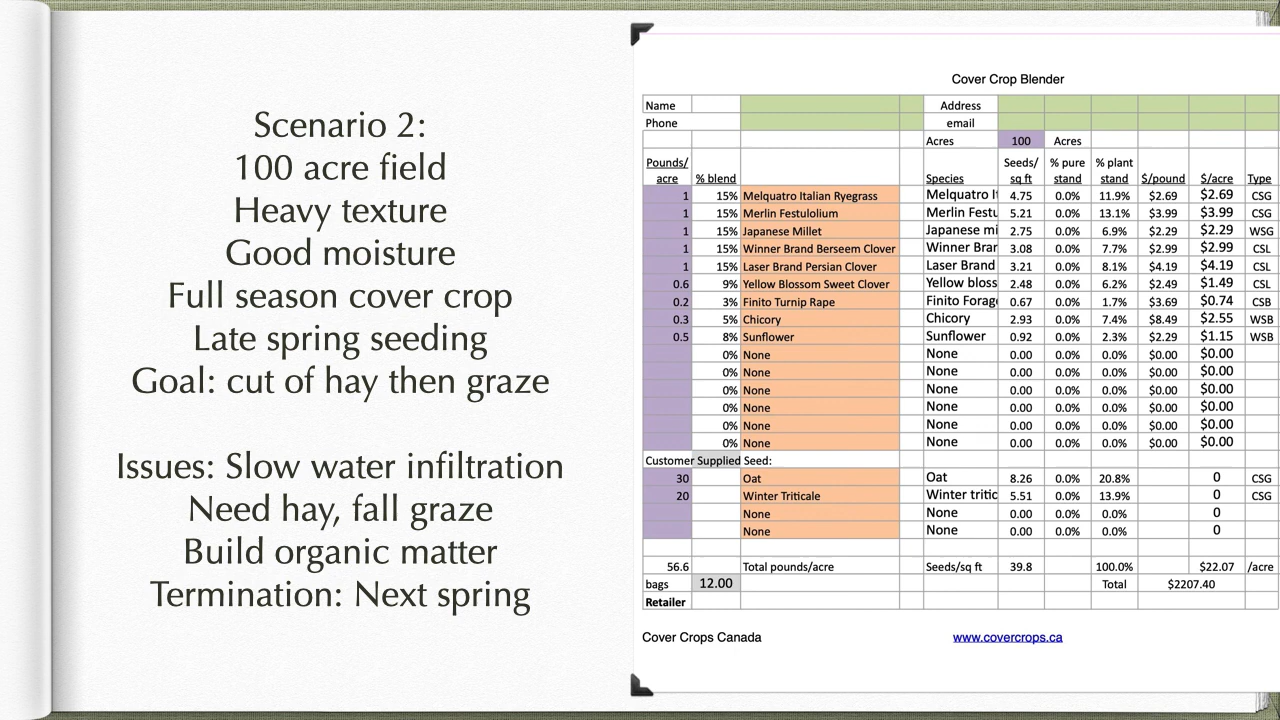 Scenario 2:
100 acre field
Heavy texture
Good moisture
Full season cover crop
Late spring seeding
Goal: cut of hay then graze
Issues: Slow water infiltration
Need hay, fall graze
Build organic matter
Termination: Next spring
Cover Crop Blender
Name Address
Phone email
Acres 100 Acres
Pounds/ Seeds/ % pure % plant
acre % blend Species sq ft stand stand $/pound $/acre Type
1 15% Melquatro Italian Ryegrass Melquatro It 4.75 0.0% 11.9% $2.69 $2.69 CSG
1 15% Merlin Festulolium Merlin Festu 5.21 0.0% 13.1% $3.99 $3.99 CSG
1 15% Japanese Millet Japanese mi 2.75 0.0% 6.9% $2.29 $2.29 WSG
1 15% Winner Brand Berseem Clover Winner Bran 3.08 0.0% 7.7% $2.99 $2.99 CSL
1 15% Laser Brand Persian Clover Laser Brand 3.21 0.0% 8.1% $4.19 $4.19 CSL
0.6 9% Yellow Blossom Sweet Clover Yellow bloss 2.48 0.0% 6.2% $2.49 $1.49 CSL
0.2 3% Finito Turnip Rape Finito Forag 0.67 0.0% 1.7% $3.69 $0.74 CSB
0.3 5% Chicory Chicory 2.93 0.0% 7.4% $8.49 $2.55 WSB
0.5 8% Sunflower Sunflower 0.92 0.0% 2.3% $2.29 $1.15 WSB
0% None None 0.00 0.0% 0.0% $0.00 $0.00
0% None None 0.00 0.0% 0.0% $0.00 $0.00
0% None None 0.00 0.0% 0.0% $0.00 $0.00
0% None None 0.00 0.0% 0.0% $0.00 $0.00
0% None None 0.00 0.0% 0.0% $0.00 $0.00
0% None None 0.00 0.0% 0.0% $0.00 $0.00
Customer Supplied Seed:
30 Oat Oat 8.26 0.0% 20.8% 0 CSG
20 Winter Triticale Winter tritic 5.51 0.0% 13.9% 0 CSG
None None 0.00 0.0% 0.0% 0
None None 0.00 0.0% 0.0% 0
56.6 Total pounds/acre Seeds/sq ft 39.8 100.0% $22.07 /acre
bags 12.00 Total $2207.40
Retailer
Cover Crops Canada www.covercrops.ca